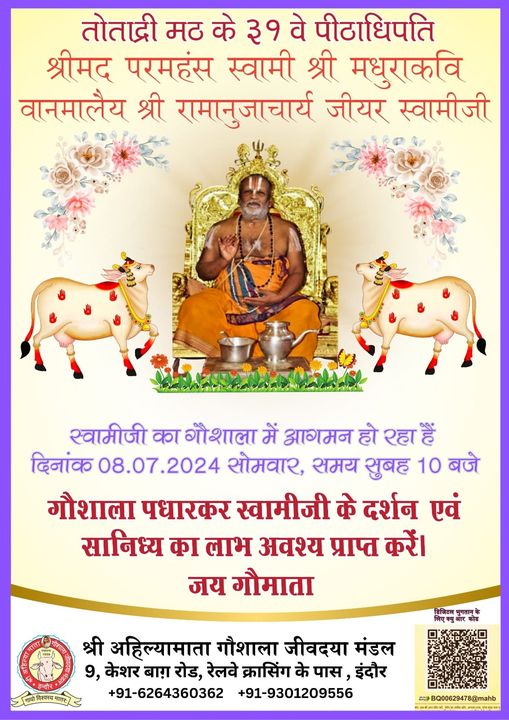 तोताद्री मठ के ३१ वे पीठाधिपति
श्रीमद परमहंस स्वामी श्री मधुराकवि
वानमालैय श्री रामानुजाचार्य जीयर स्वामीजी
स्वामीजी का गौशाला में आगमन हो रहा हैं
दिनांक 08.07.2024 सोमवार, समय सुबह 10 बजे
गौशाला पधारकर स्वामीजी के दर्शन एवं
सानिध्य का लाभ अवश्य प्राप्त करें।
जय गौमाता
डिजिटल भुगतान के
लिए क्यु आर कोड
श्री अहिल्यामाता गौशाला जीवदया मंडल
9, केशर बाग़ रोड, रेलवे क्रासिंग के पास , इंदौर
+91-6264360362 +91-9301209556
BQ00629478@mahb